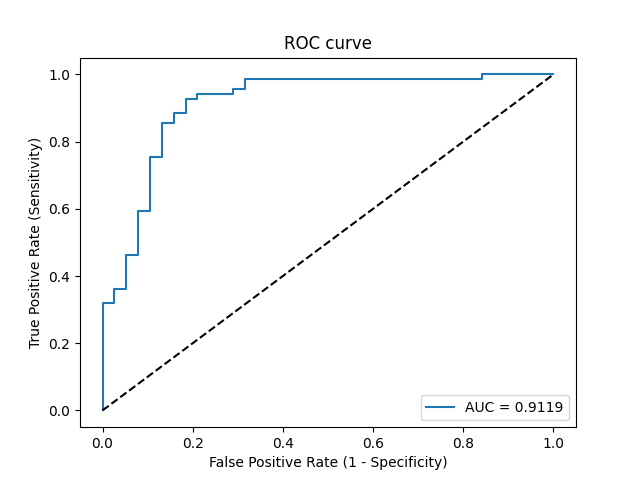 ROC curve
True Positive Rate (Sensitivity)
1.0
0.8
0.6
0.4
0.2
0.0
AUC = 0.9119
0.0 0.2 0.4 0.6 0.8 1.0
False Positive Rate (1 - Specificity)